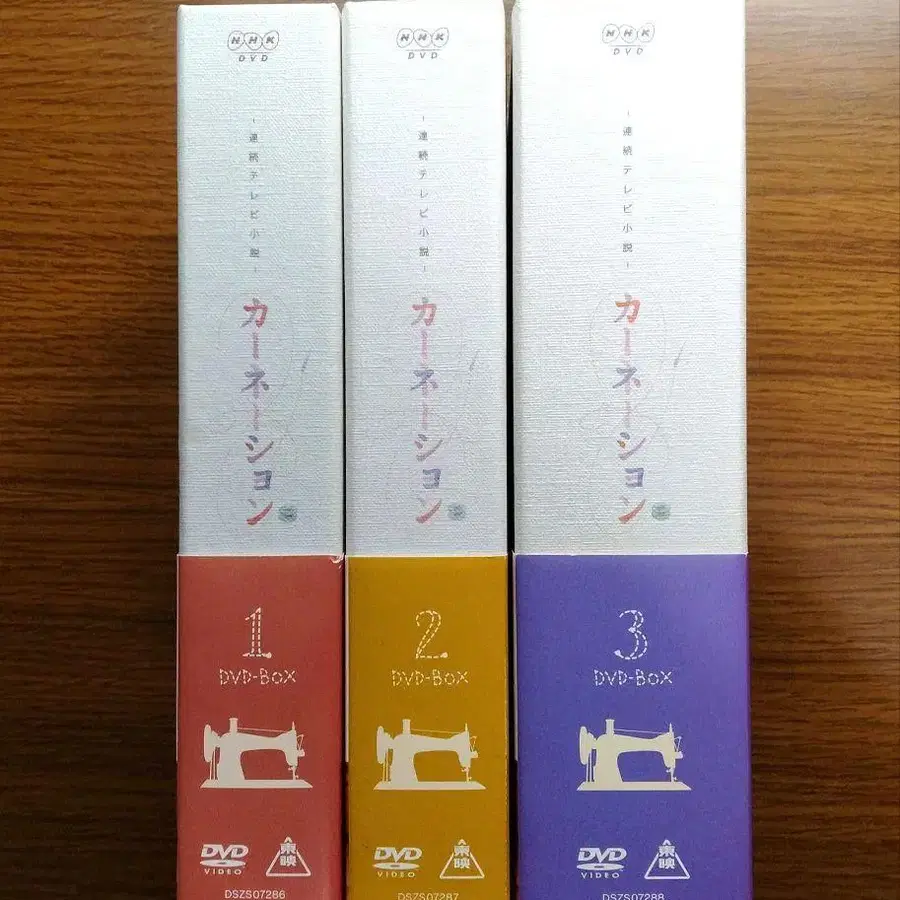 NHK
DVD
－連続テレビ小説－
カーネーション
1
DVD-BOX
DVD
VIDEO
東映
DSZS07286
NHK
DVD
－連続テレビ小説－
カーネーション
2
DVD-BOX
DVD
VIDEO
東映
DSZS07287
NHK
DVD
－連続テレビ小説－
カーネーション
3
DVD-BOX
DVD
VIDEO
東映
DSZS07288